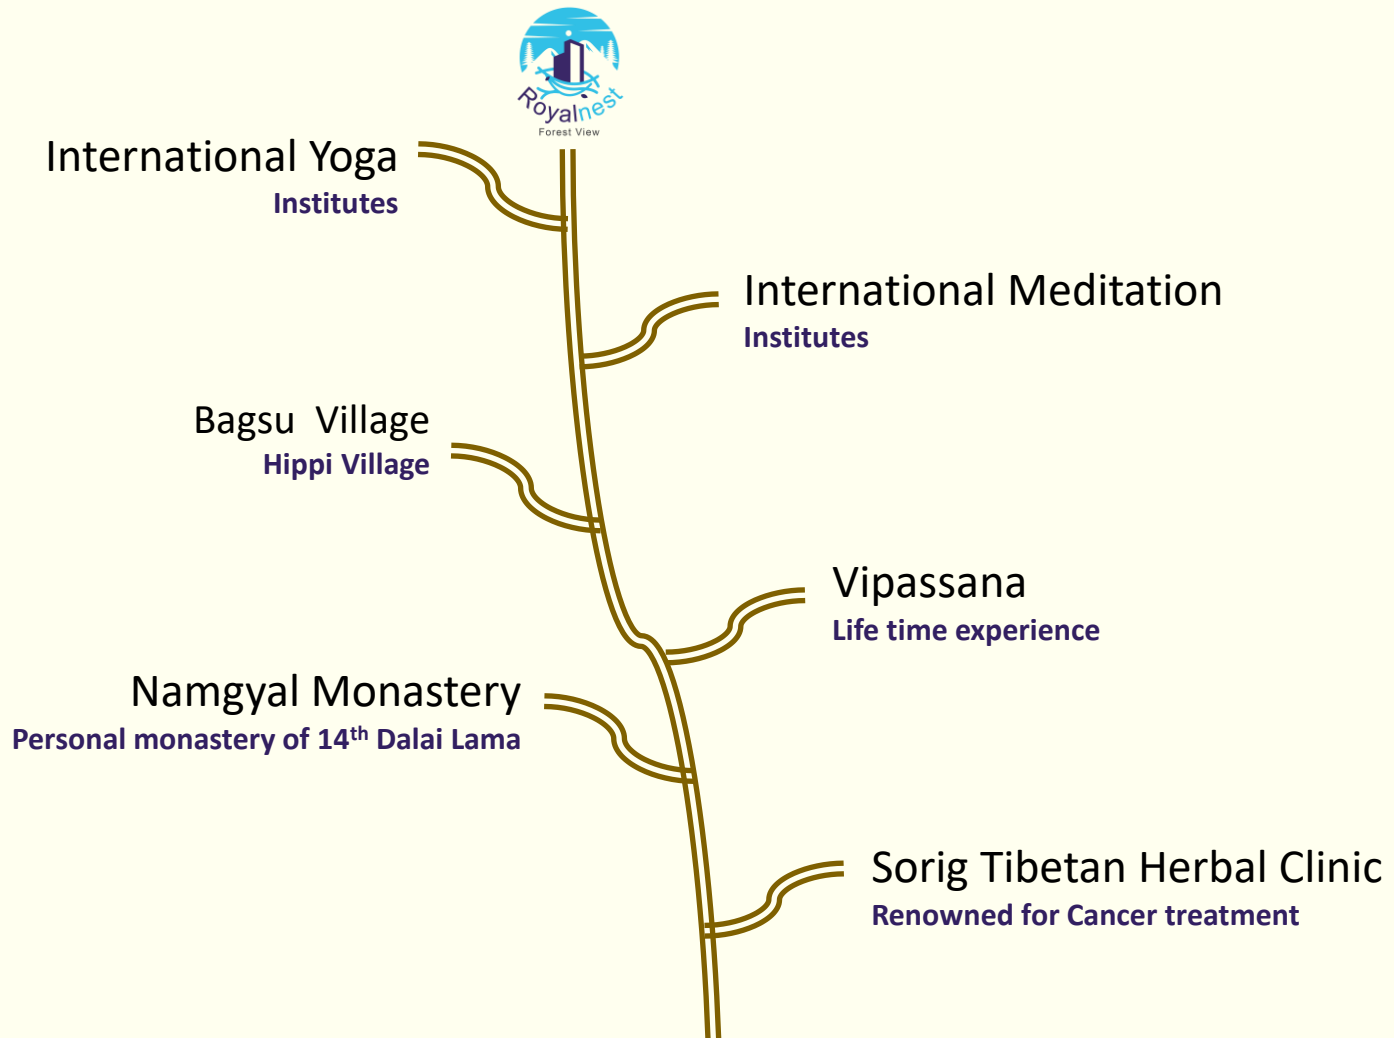 Royalnest
Forest View
International Yoga
Institutes
International Meditation
Institutes
Bagsu  Village
Hippi Village
Vipassana
Life time experience
Namgyal Monastery
Personal monastery of 14th Dalai Lama
Sorig Tibetan Herbal Clinic
Renowned for Cancer treatment